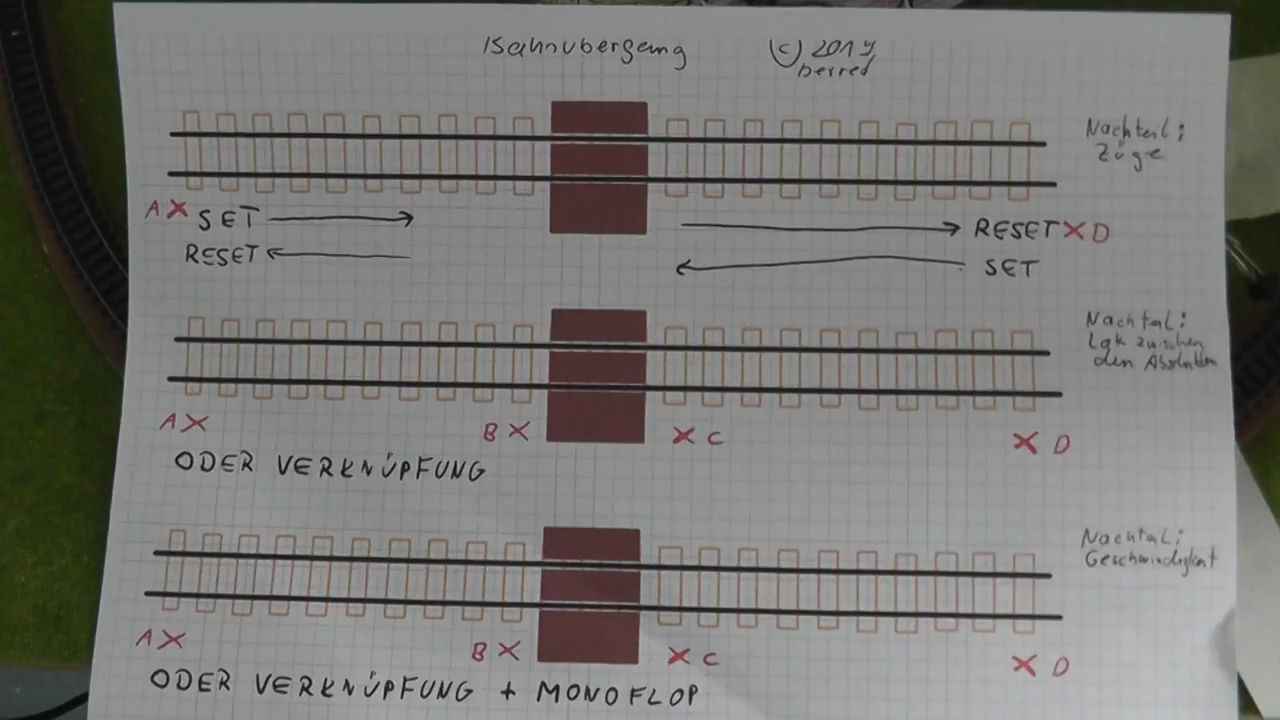 Bahnübergang (c) 2019
berred
Nachteil:
Züge
A X SET RESET X D
RESET SET
Nachteil:
Lok zwischen
den
A X B X X C X D
ODER VERKNÜPFUNG
Nachteil:
Geschwindigkeit
A X B X X C X D
ODER VERKNÜPFUNG + MONOFLOP